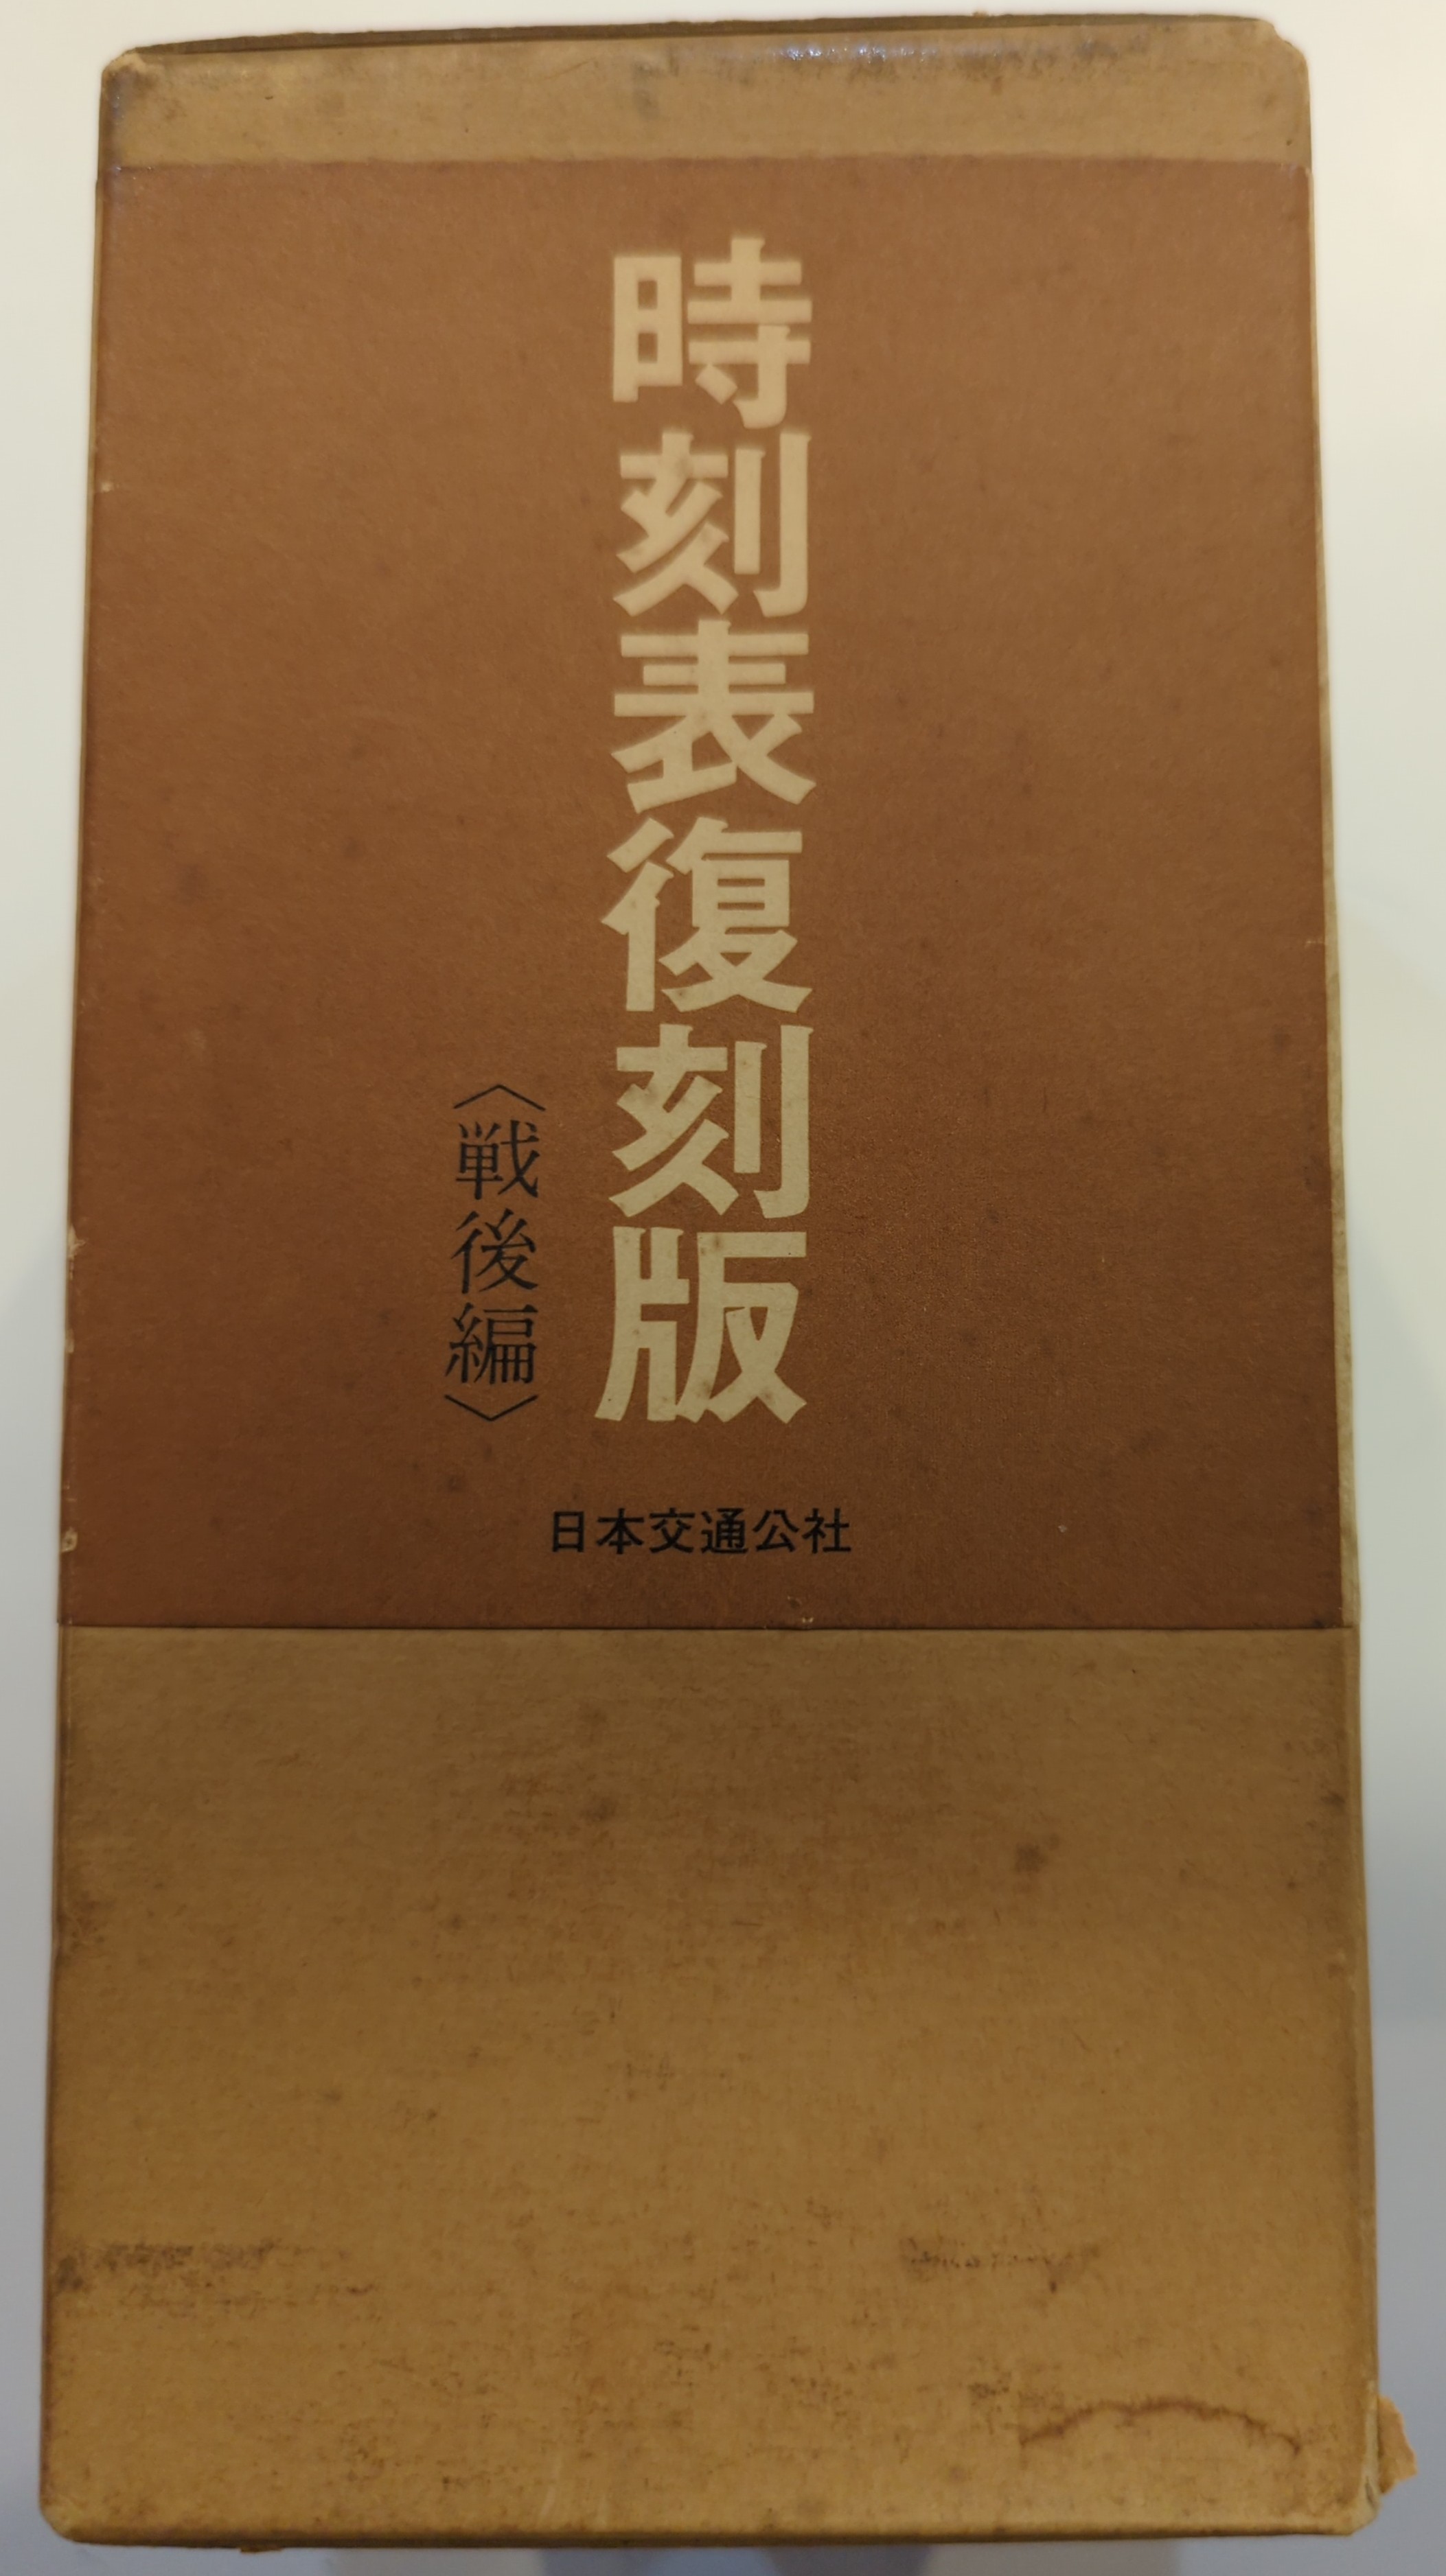 時刻表復刻版
〈戦後編〉
日本交通公社